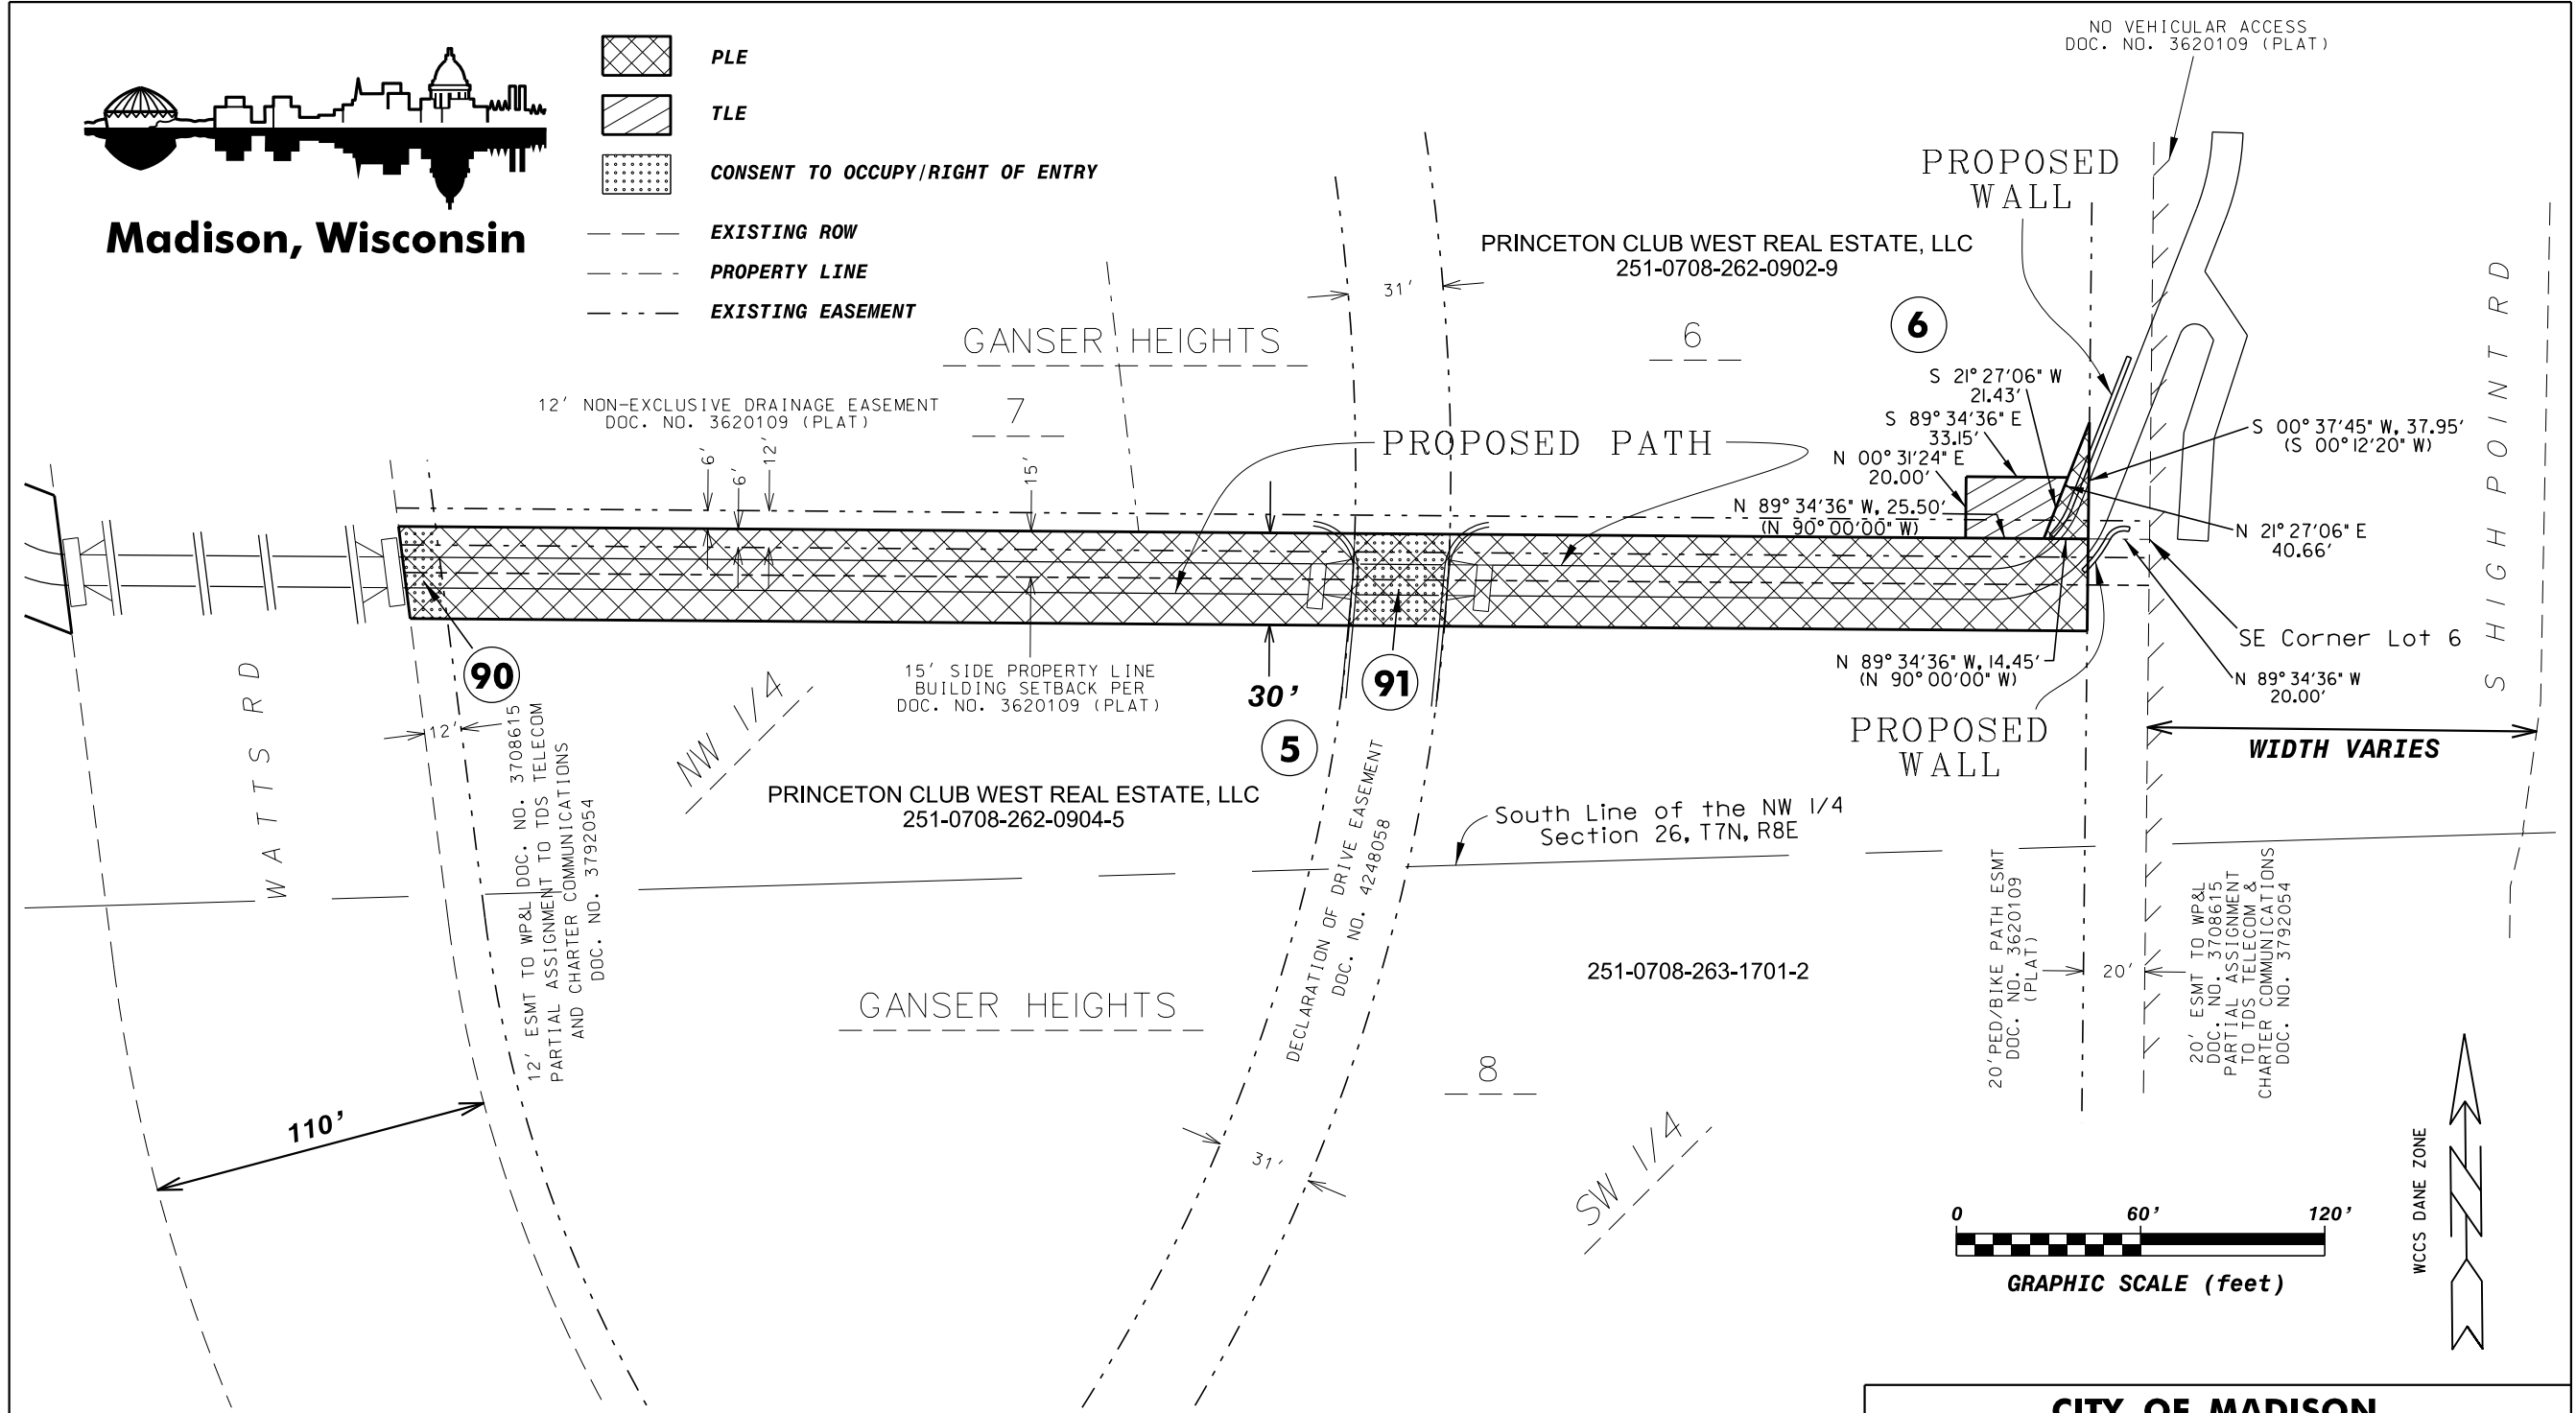 Madison, Wisconsin
PLE
TLE
CONSENT TO OCCUPY/RIGHT OF ENTRY
EXISTING ROW
PROPERTY LINE
EXISTING EASEMENT
NO VEHICULAR ACCESS
DOC. NO. 3620109 (PLAT)
PROPOSED
WALL
PRINCETON CLUB WEST REAL ESTATE, LLC
251-0708-262-0902-9
31'
6
6
GANSER HEIGHTS
7
12' NON-EXCLUSIVE DRAINAGE EASEMENT
DOC. NO. 3620109 (PLAT)
6'
6'
12'
15'
PROPOSED PATH
S 21°27'06" W
21.43'
S 89°34'36" E
33.15'
N 00°31'24" E
20.00'
N 89°34'36" W, 25.50'
(N 90°00'00" W)
S 00°37'45" W, 37.95'
(S 00°12'20" W)
N 21°27'06" E
40.66'
SE Corner Lot 6
N 89°34'36" W
20.00'
N 89°34'36" W, 14.45'
(N 90°00'00" W)
PROPOSED
WALL
S HIGH POINT RD
WIDTH VARIES
WATTS RD
90
12'
12' ESMT TO WP&L DOC. NO. 3708615
PARTIAL ASSIGNMENT TO TDS TELECOM
AND CHARTER COMMUNICATIONS
DOC. NO. 3792054
NW 1/4
15' SIDE PROPERTY LINE
BUILDING SETBACK PER
DOC. NO. 3620109 (PLAT)
30'
5
91
PRINCETON CLUB WEST REAL ESTATE, LLC
251-0708-262-0904-5
DECLARATION OF DRIVE EASEMENT
DOC. NO. 4248058
South Line of the NW 1/4
Section 26, T7N, R8E
251-0708-263-1701-2
20' PED/BIKE PATH ESMT
DOC. NO. 3620109
(PLAT)
20'
20' ESMT TO WP&L
DOC. NO. 3708615
PARTIAL ASSIGNMENT
TO TDS TELECOM &
CHARTER COMMUNICATIONS
DOC. NO. 3792054
GANSER HEIGHTS
8
110'
31'
SW 1/4
0 60' 120'
GRAPHIC SCALE (feet)
WCCS DANE ZONE
N
CITY OF MADISON